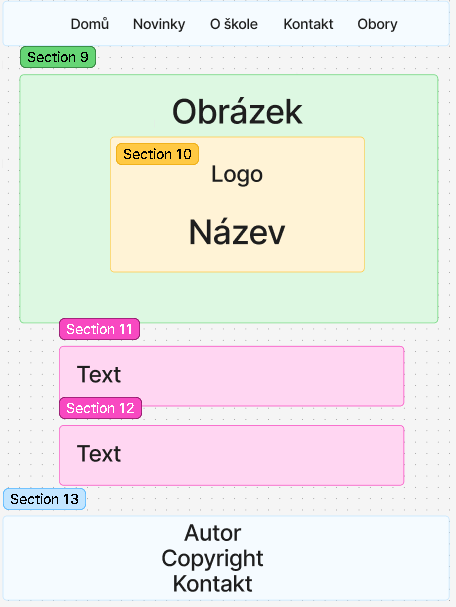 Domů Novinky O škole Kontakt Obory
Section 9
Obrázek
Section 10
Logo
Název
Section 11
Text
Section 12
Text
Section 13
Autor
Copyright
Kontakt